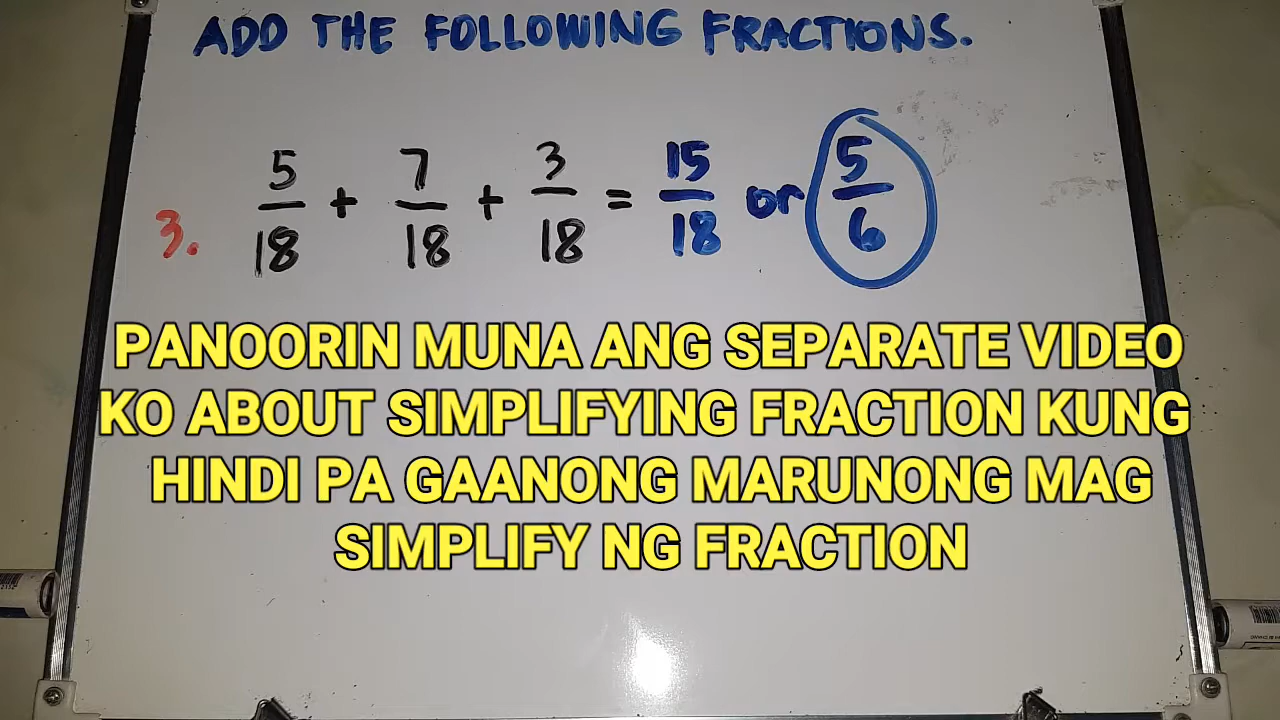 ADD THE FOLLOWING FRACTIONS.
3. 5/18 + 7/18 + 3/18 = 15/18 or 5/6
PANOORIN MUNA ANG SEPARATE VIDEO
KO ABOUT SIMPLIFYING FRACTION KUNG
HINDI PA GAANONG MARUNONG MAG
SIMPLIFY NG FRACTION